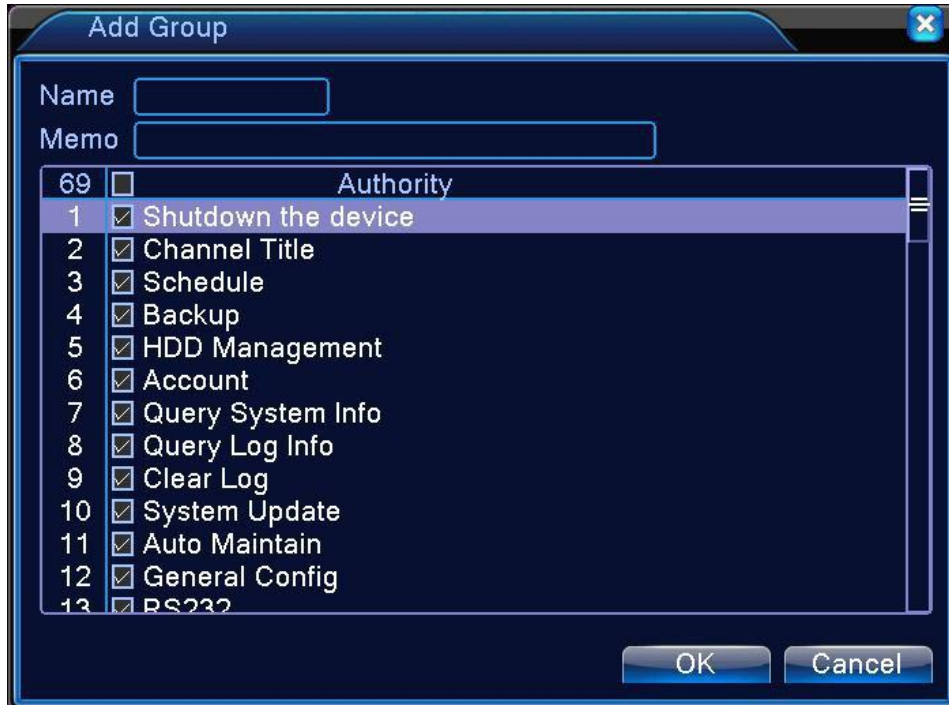 Add Group
Name
Memo
69 Authority
1 Shutdown the device
2 Channel Title
3 Schedule
4 Backup
5 HDD Management
6 Account
7 Query System Info
8 Query Log Info
9 Clear Log
10 System Update
11 Auto Maintain
12 General Config
13 RS232
OK Cancel